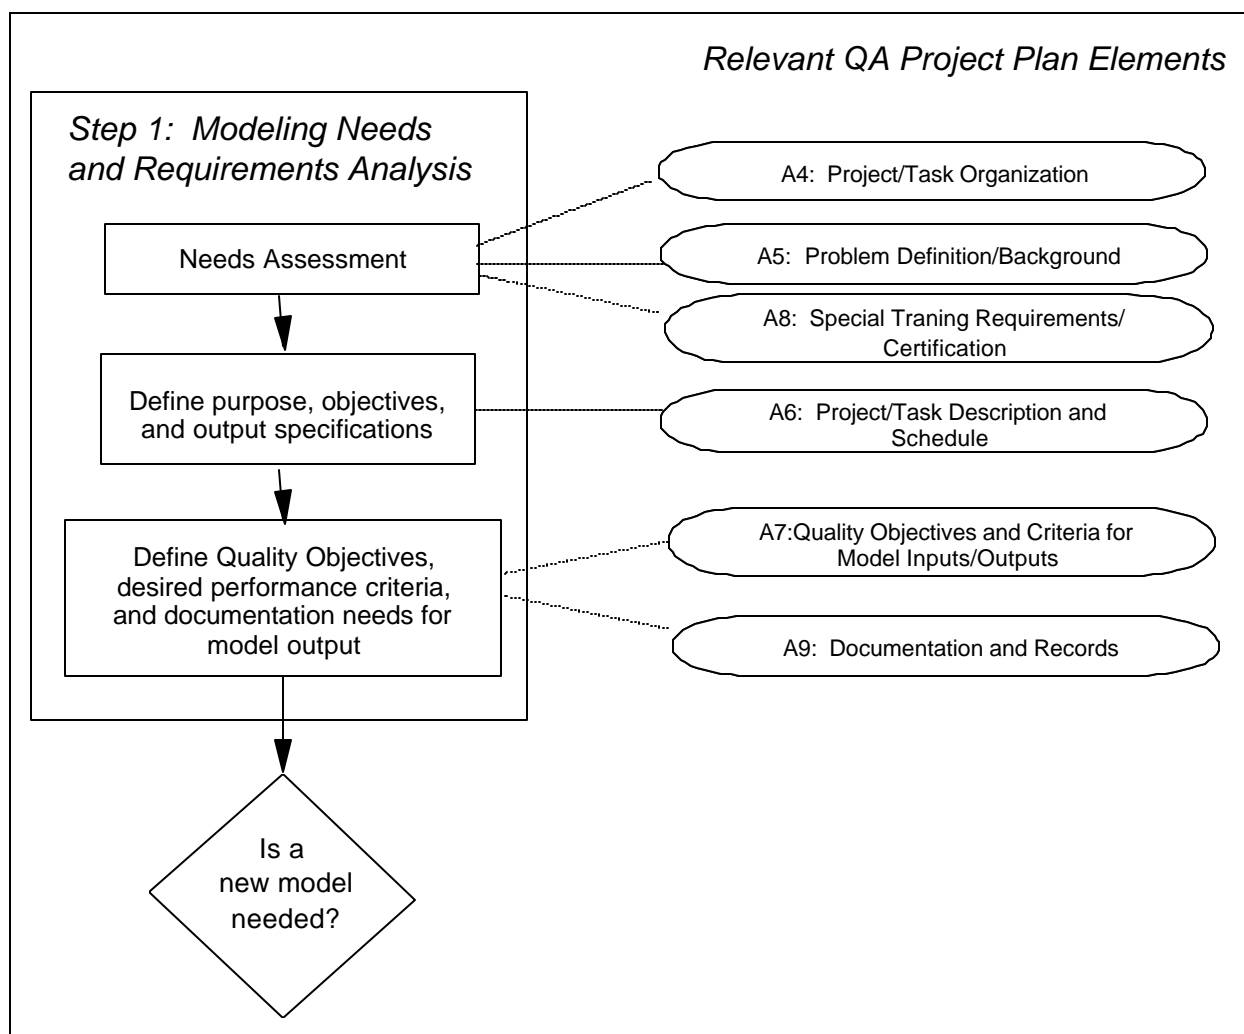 Relevant QA Project Plan Elements
Step 1: Modeling Needs
and Requirements Analysis
Needs Assessment
Define purpose, objectives,
and output specifications
Define Quality Objectives,
desired performance criteria,
and documentation needs for
model output
Is a
new model
needed?
A4: Project/Task Organization
A5: Problem Definition/Background
A8: Special Traning Requirements/
Certification
A6: Project/Task Description and
Schedule
A7:Quality Objectives and Criteria for
Model Inputs/Outputs
A9: Documentation and Records